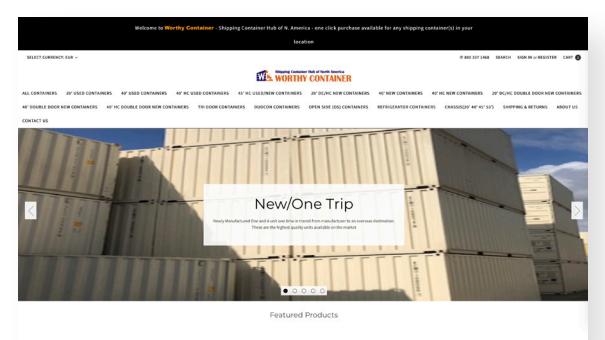 Welcome to Worthy Container - Shipping Container Hub of N. America - one click purchase available for any shipping container(s) in your
location
SELECT CURRENCY: EUR
SEARCH SIGN IN or REGISTER CART 0
Shipping Container Hub of North America
WORTHY CONTAINER
ALL CONTAINERS 20' USED CONTAINERS 40' USED CONTAINERS 40' HC USED CONTAINERS 45' HC USED/NEW CONTAINERS 20' DC/HC NEW CONTAINERS 40' NEW CONTAINERS 40' HC NEW CONTAINERS 20' DC/HC DOUBLE DOOR NEW CONTAINERS
40' DOUBLE DOOR NEW CONTAINERS 40' HC DOUBLE DOOR NEW CONTAINERS TRI DOOR CONTAINERS DUOCON CONTAINERS OPEN SIDE (OS) CONTAINERS REFRIGERATOR CONTAINERS CHASSIS(20' 40' 45' 53') SHIPPING & RETURNS ABOUT US
CONTACT US
New/One Trip
Newly Manufactured One and A unit one time in transit from manufacturer to an overseas destination.
These are the highest quality units available on the market
Featured Products